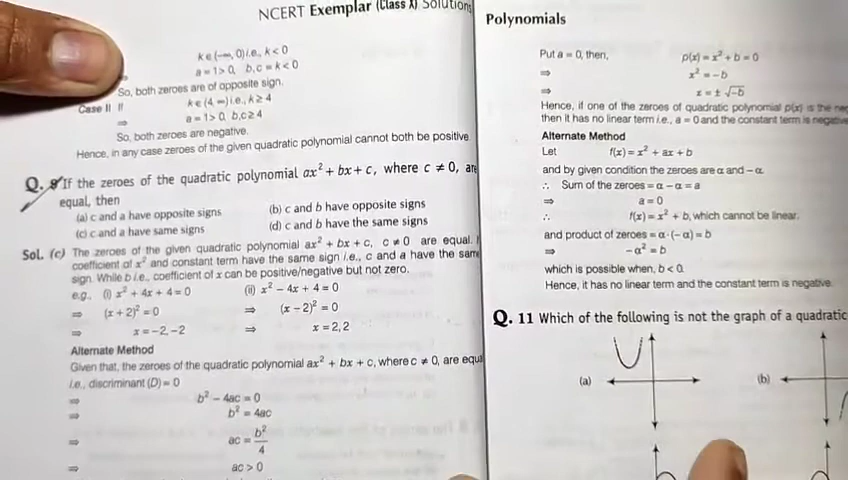 NCERT Exemplar (Class X) Solutions
k ∈ (–∞, 0) i.e., k < 0
a = 1 > 0, b, c = k < 0
So, both zeroes are of opposite sign.
Case II If k ∈ (4, ∞) i.e., k ≥ 4
⇒ a = 1 > 0, b, c ≥ 4
So, both zeroes are negative.
Hence, in any case zeroes of the given quadratic polynomial cannot both be positive.
Q. 9 If the zeroes of the quadratic polynomial ax² + bx + c, where c ≠ 0, are
equal, then
(a) c and a have opposite signs (b) c and b have opposite signs
(c) c and a have same signs (d) c and b have the same signs
Sol. (c) The zeroes of the given quadratic polynomial ax² + bx + c, c ≠ 0 are equal. I
coefficient of x² and constant term have the same sign i.e., c and a have the same
sign. While b i.e., coefficient of x can be positive/negative but not zero.
e.g., (i) x² + 4x + 4 = 0 (ii) x² – 4x + 4 = 0
⇒ (x + 2)² = 0 ⇒ (x – 2)² = 0
⇒ x = –2, –2 ⇒ x = 2, 2
Alternate Method
Given that, the zeroes of the quadratic polynomial ax² + bx + c, where c ≠ 0, are equ
i.e., discriminant (D) = 0
⇒ b² – 4ac = 0
⇒ b² = 4ac
⇒ ac = b²/4
⇒ ac > 0
Polynomials
Put a = 0, then, p(x) = x² + b = 0
⇒ x² = –b
⇒ x = ± √–b
Hence, if one of the zeroes of quadratic polynomial p(x) is the neg
then it has no linear term i.e., a = 0 and the constant term is negative
Alternate Method
Let f(x) = x² + ax + b
and by given condition the zeroes are α and – α.
∴ Sum of the zeroes = α – α = a
⇒ a = 0
∴ f(x) = x² + b, which cannot be linear.
and product of zeroes = α · (– α) = b
⇒ –α² = b
which is possible when, b < 0.
Hence, it has no linear term and the constant term is negative.
Q. 11 Which of the following is not the graph of a quadratic
(a) (b)